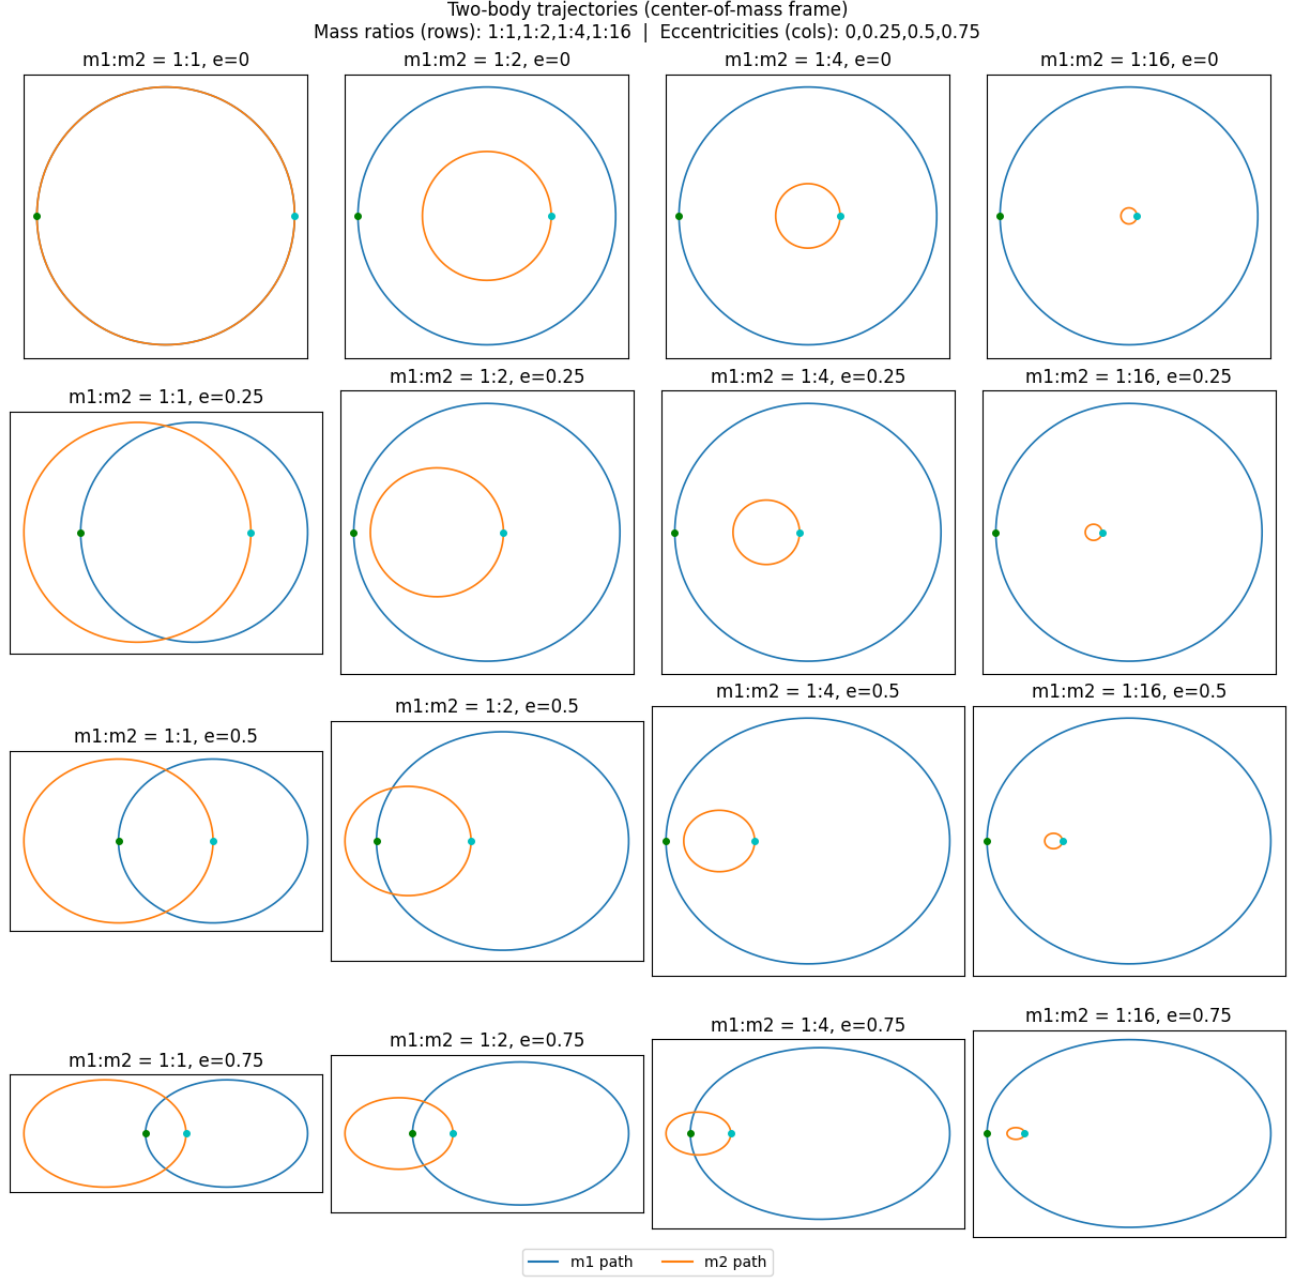 Two-body trajectories (center-of-mass frame)
Mass ratios (rows): 1:1,1:2,1:4,1:16 | Eccentricities (cols): 0,0.25,0.5,0.75
m1:m2 = 1:1, e=0
m1:m2 = 1:2, e=0
m1:m2 = 1:4, e=0
m1:m2 = 1:16, e=0
m1:m2 = 1:1, e=0.25
m1:m2 = 1:2, e=0.25
m1:m2 = 1:4, e=0.25
m1:m2 = 1:16, e=0.25
m1:m2 = 1:1, e=0.5
m1:m2 = 1:2, e=0.5
m1:m2 = 1:4, e=0.5
m1:m2 = 1:16, e=0.5
m1:m2 = 1:1, e=0.75
m1:m2 = 1:2, e=0.75
m1:m2 = 1:4, e=0.75
m1:m2 = 1:16, e=0.75
m1 path
m2 path